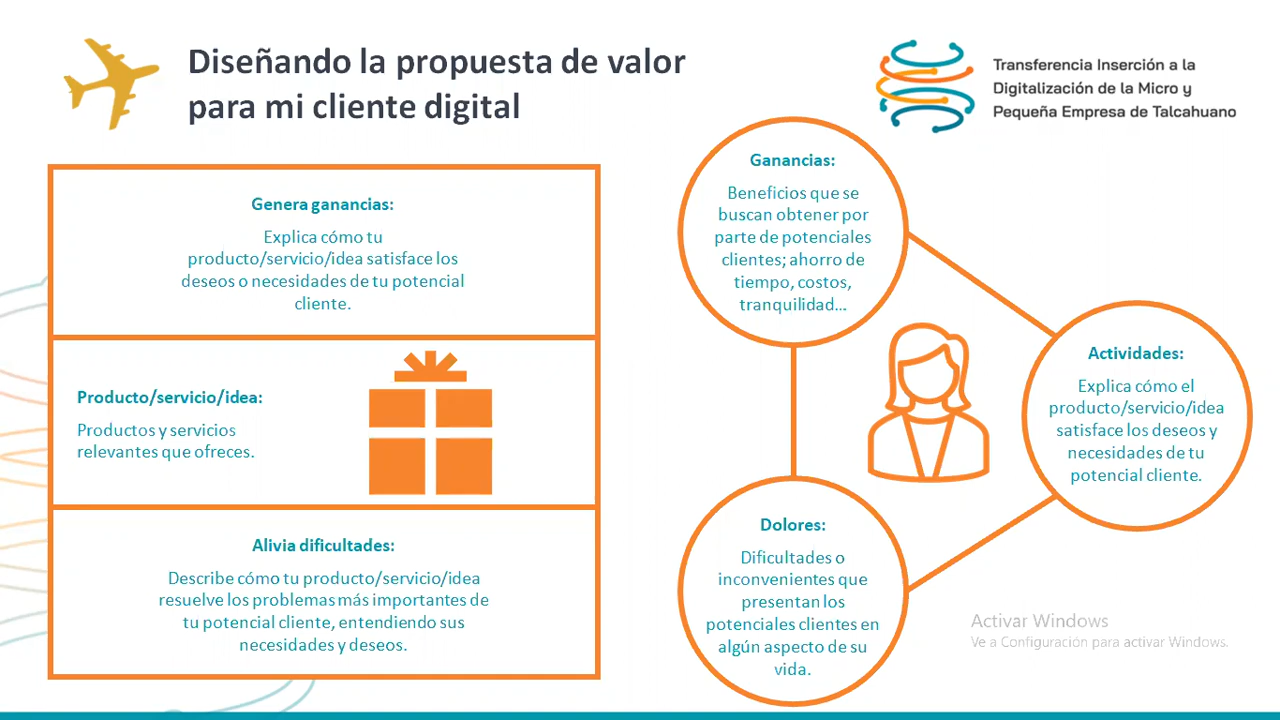 Diseñando la propuesta de valor
para mi cliente digital
Transferencia Inserción a la
Digitalización de la Micro y
Pequeña Empresa de Talcahuano
Genera ganancias:
Explica cómo tu
producto/servicio/idea satisface los
deseos o necesidades de tu potencial
cliente.
Producto/servicio/idea:
Productos y servicios
relevantes que ofreces.
Alivia dificultades:
Describe cómo tu producto/servicio/idea
resuelve los problemas más importantes de
tu potencial cliente, entendiendo sus
necesidades y deseos.
Ganancias:
Beneficios que se
buscan obtener por
parte de potenciales
clientes; ahorro de
tiempo, costos,
tranquilidad...
Actividades:
Explica cómo el
producto/servicio/idea
satisface los deseos y
necesidades de tu
potencial cliente.
Dolores:
Dificultades o
inconvenientes que
presentan los
potenciales clientes en
algún aspecto de su
vida.
Activar Windows
Ve a Configuración para activar Windows.